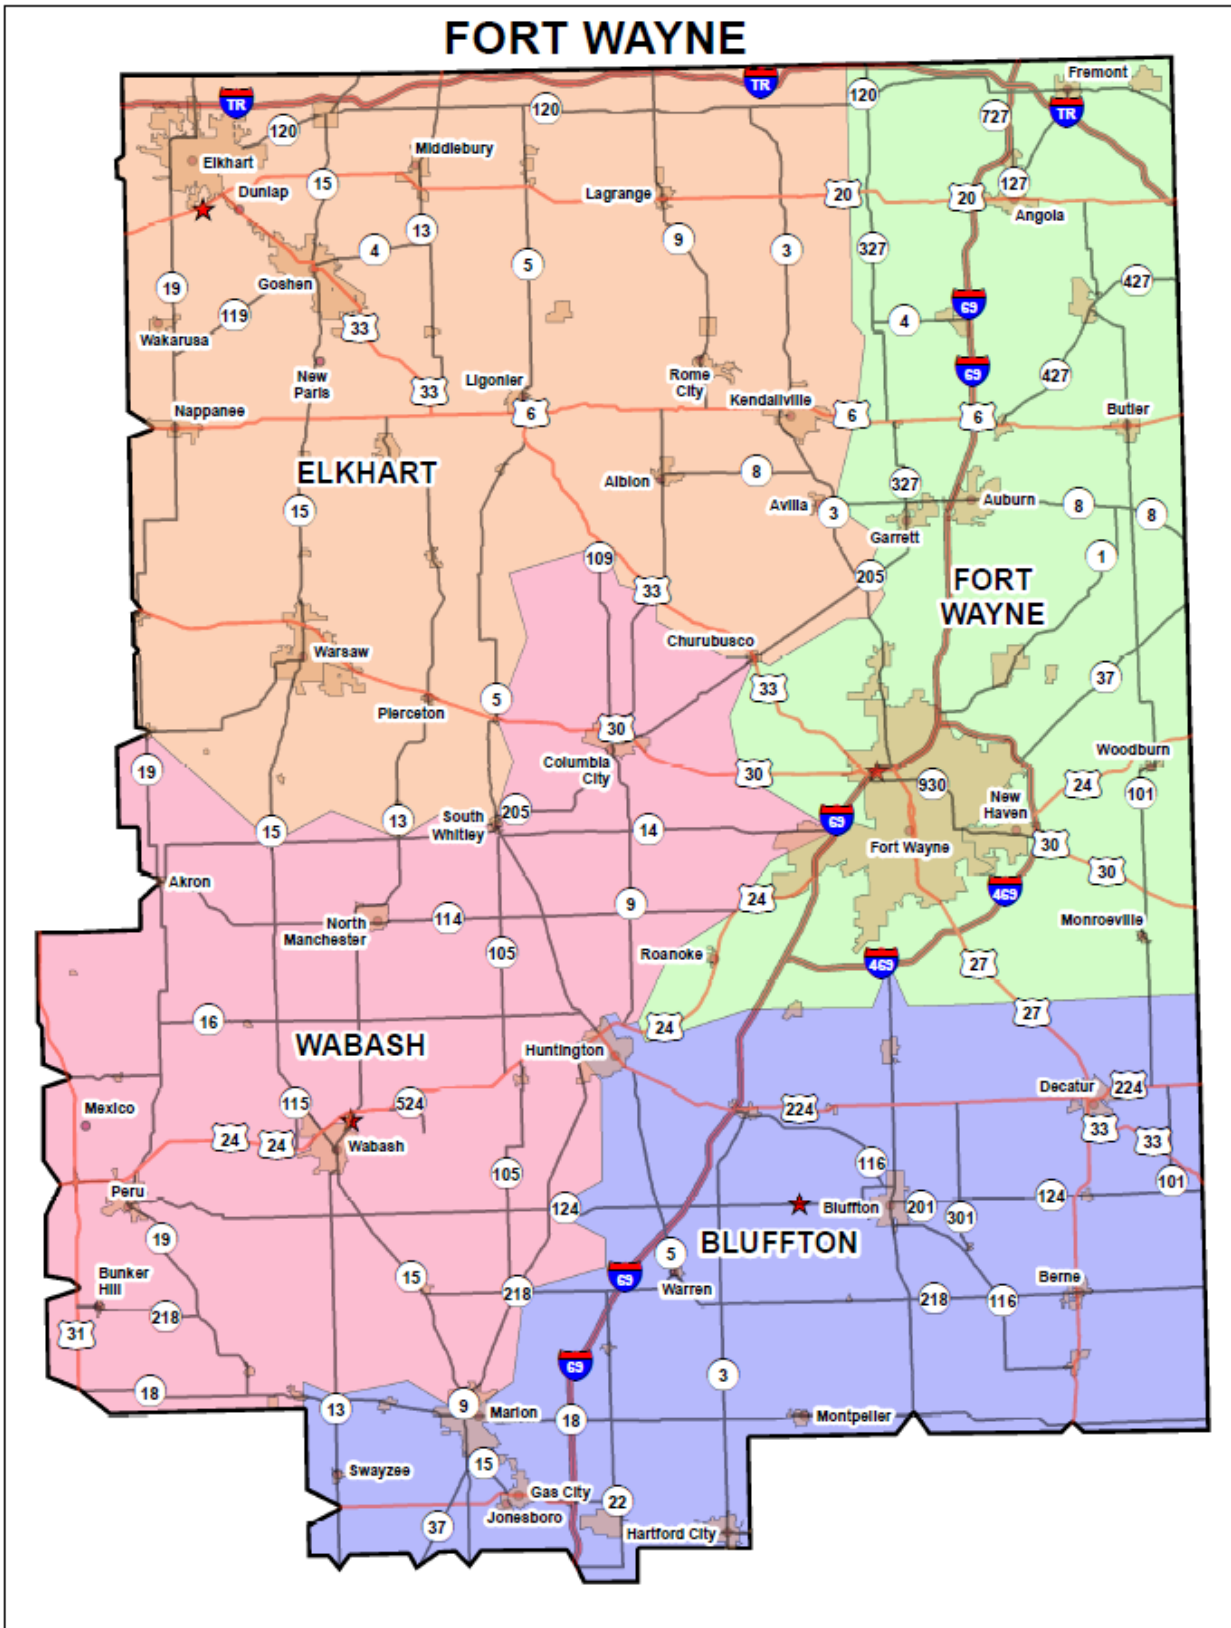 FORT WAYNE
TR
Fremont
TR
120
120
727
TR
120
Middlebury
Elkhart
15
127
Dunlap
Lagrange
20
20
Angola
13
9
4
3
327
5
Goshen
427
19
119
69
4
33
Wakarusa
69
New
Paris
Ligonier
Rome
City
427
33
Kendallville
Nappanee
6
6
6
Butler
ELKHART
8
Albion
327
Auburn
Avilla
3
8
8
15
Garrett
109
1
205
FORT
WAYNE
33
Churubusco
Warsaw
37
33
5
Pierceton
30
Woodburn
Columbia
City
19
30
930
24
101
New
Haven
205
South
Whitley
13
15
14
69
Fort Wayne
30
30
Akron
469
24
9
North
Manchester
114
Monroeville
105
Roanoke
469
27
16
27
24
WABASH
Huntington
Decatur
224
115
524
224
Mexico
33
24
24
33
Wabash
116
105
101
Peru
124
124
Bluffton
201
301
19
BLUFFTON
5
Bunker
Hill
15
69
Berne
Warren
218
218
116
218
31
69
3
18
9
13
Marion
18
Montpelier
15
Swayzee
Gas City
22
Jonesboro
37
Hartford City